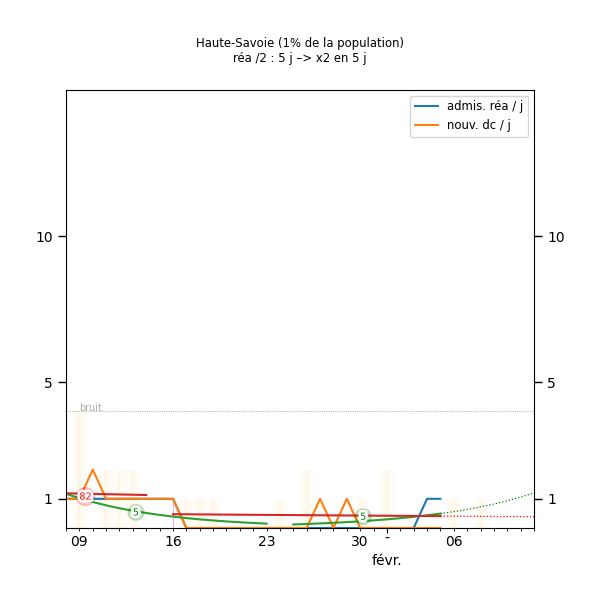 Haute-Savoie (1% de la population)
réa /2 : 5 j –> x2 en 5 j
admis. réa / j
nouv. dc / j
10 10
5 5
bruit
82
5
5
1 1
09 16 23 30 - 06
févr.